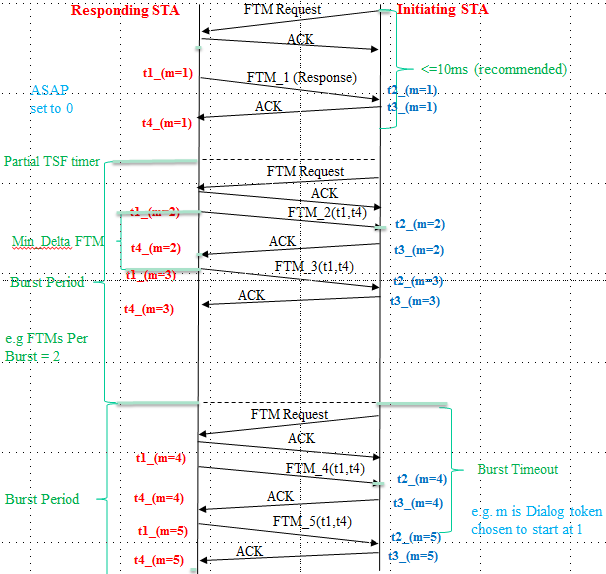 Responding STA
FTM Request
Initiating STA
ACK
<=10ms (recommended)
t1_(m=1)
FTM_1 (Response)
ASAP
set to 0
t2_(m=1)
ACK
t3_(m=1)
t4_(m=1)
Partial TSF timer
FTM Request
ACK
t1_(m=2)
FTM_2(t1,t4)
t2_(m=2)
Min_Delta FTM
t4_(m=2)
ACK
t3_(m=2)
t1_(m=3)
FTM_3(t1,t4)
Burst Period
t2_(m=3)
ACK
t3_(m=3)
t4_(m=3)
e.g FTMs Per
Burst = 2
FTM Request
ACK
t1_(m=4)
FTM_4(t1,t4)
Burst Timeout
t2_(m=4)
Burst Period
t4_(m=4)
ACK
t3_(m=4)
e.g. m is Dialog token
chosen to start at 1
t1_(m=5)
FTM_5(t1,t4)
t2_(m=5)
ACK
t3_(m=5)
t4_(m=5)